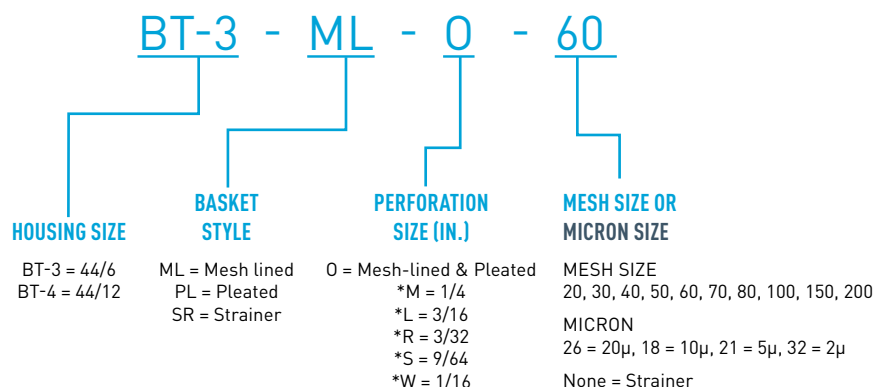 BT-3 - ML - O - 60
HOUSING SIZE
BT-3 = 44/6
BT-4 = 44/12
BASKET
STYLE
ML = Mesh lined
PL = Pleated
SR = Strainer
PERFORATION
SIZE (IN.)
O = Mesh-lined & Pleated
*M = 1/4
*L = 3/16
*R = 3/32
*S = 9/64
*W = 1/16
MESH SIZE OR
MICRON SIZE
MESH SIZE
20, 30, 40, 50, 60, 70, 80, 100, 150, 200
MICRON
26 = 20µ, 18 = 10µ, 21 = 5µ, 32 = 2µ
None = Strainer